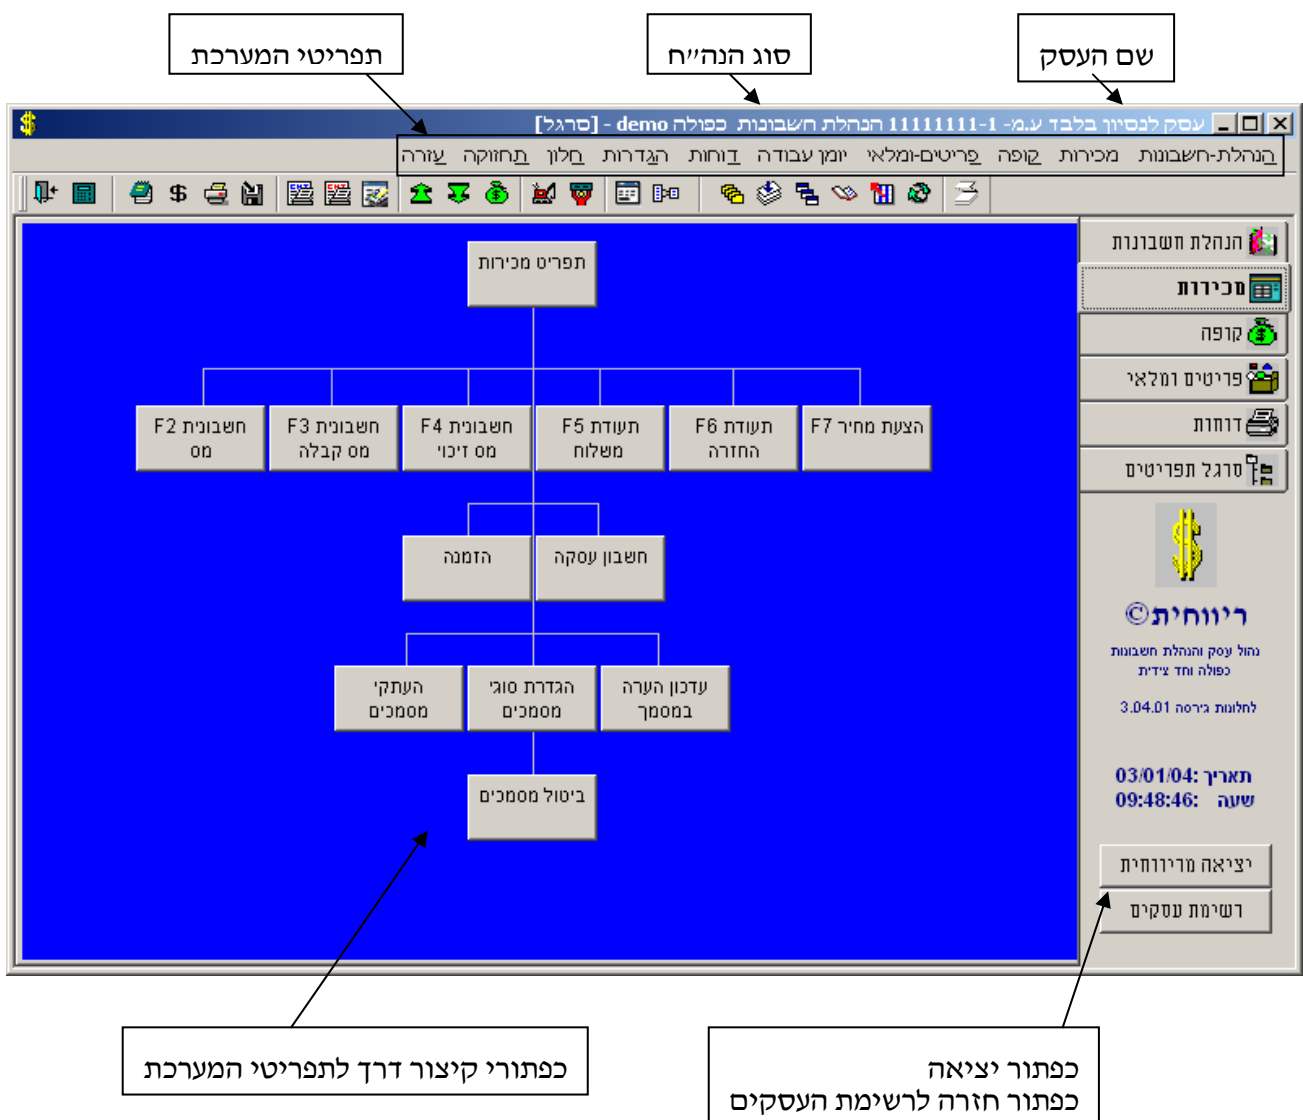 שם העסק
סוג הנה״ח
תפריטי המערכת
עסק לנסיון בלבד ע.מ- 11111111-1 הנהלת חשבונות כפולה demo - [סרגל]
הנהלת-חשבונות מכירות קופה פריטים-ומלאי יומן עבודה דוחות הגדרות חלון תחזוקה עזרה
תפריט מכירות
הצעת מחיר F7
תעודת F6
החזרה
תעודת F5
משלוח
חשבונית F4
מס זיכוי
חשבונית F3
מס קבלה
חשבונית F2
מס
חשבון עסקה
הזמנה
עדכון הערה
במסמך
הגדרת סוגי
מסמכים
העתקי
מסמכים
ביטול מסמכים
הנהלת חשבונות
מכירות
קופה
פריטים ומלאי
דוחות
סרגל תפריטים
ריווחית©
נהול עסק והנהלת חשבונות
כפולה וחד צידית
לחלונות גירסה 3.04.01
תאריך: 03/01/04
שעה: 09:48:46
יציאה מריווחית
רשימת עסקים
כפתורי קיצור דרך לתפריטי המערכת
כפתור יציאה
כפתור חזרה לרשימת העסקים